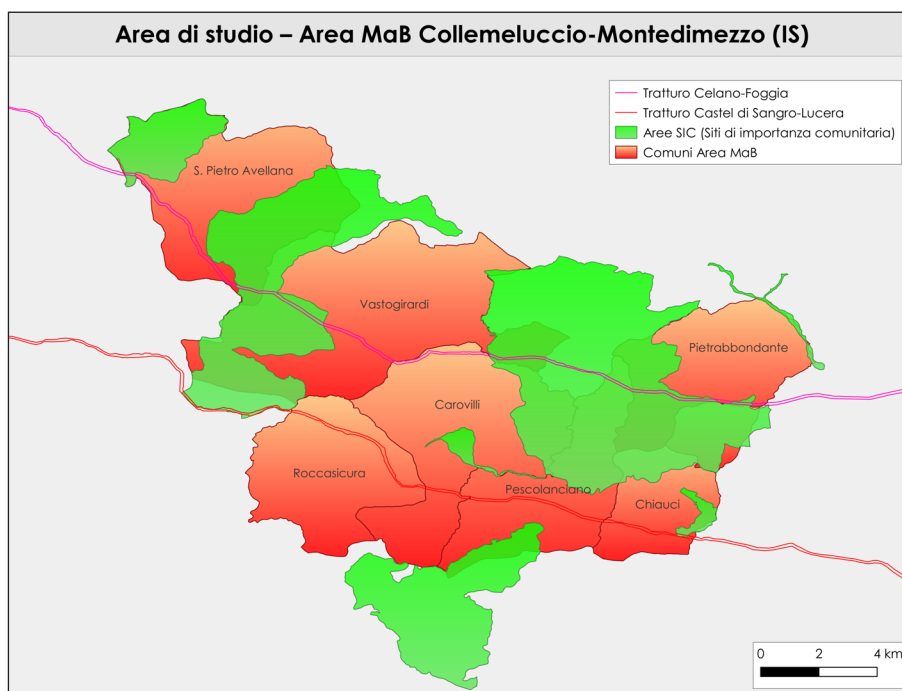 Area di studio – Area MaB Collemeluccio-Montedimezzo (IS)
Tratturo Celano-Foggia
Tratturo Castel di Sangro-Lucera
Aree SIC (Siti di importanza comunitaria)
Comuni Area MaB
S. Pietro Avellana
Vastogirardi
Pietrabbondante
Carovilli
Roccasicura
Pescolanciano
Chiauci
0 2 4 km